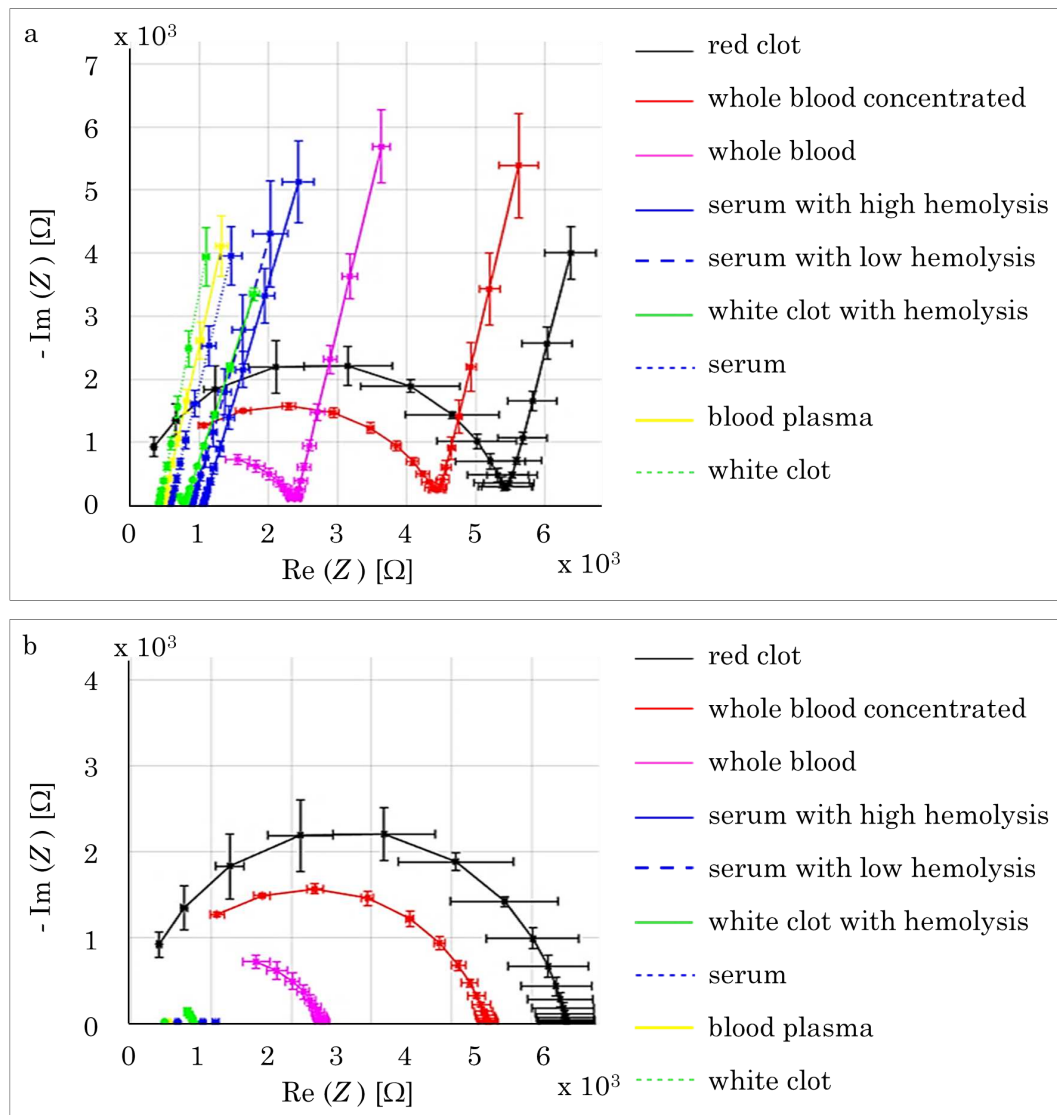 a
x 10³
7
6
5
4
3
2
1
0
- Im (Z ) [Ω]
0 1 2 3 4 5 6
Re (Z ) [Ω]
x 10³
red clot
whole blood concentrated
whole blood
serum with high hemolysis
serum with low hemolysis
white clot with hemolysis
serum
blood plasma
white clot
b
x 10³
4
3
2
1
0
- Im (Z ) [Ω]
0 1 2 3 4 5 6
Re (Z ) [Ω]
x 10³
red clot
whole blood concentrated
whole blood
serum with high hemolysis
serum with low hemolysis
white clot with hemolysis
serum
blood plasma
white clot